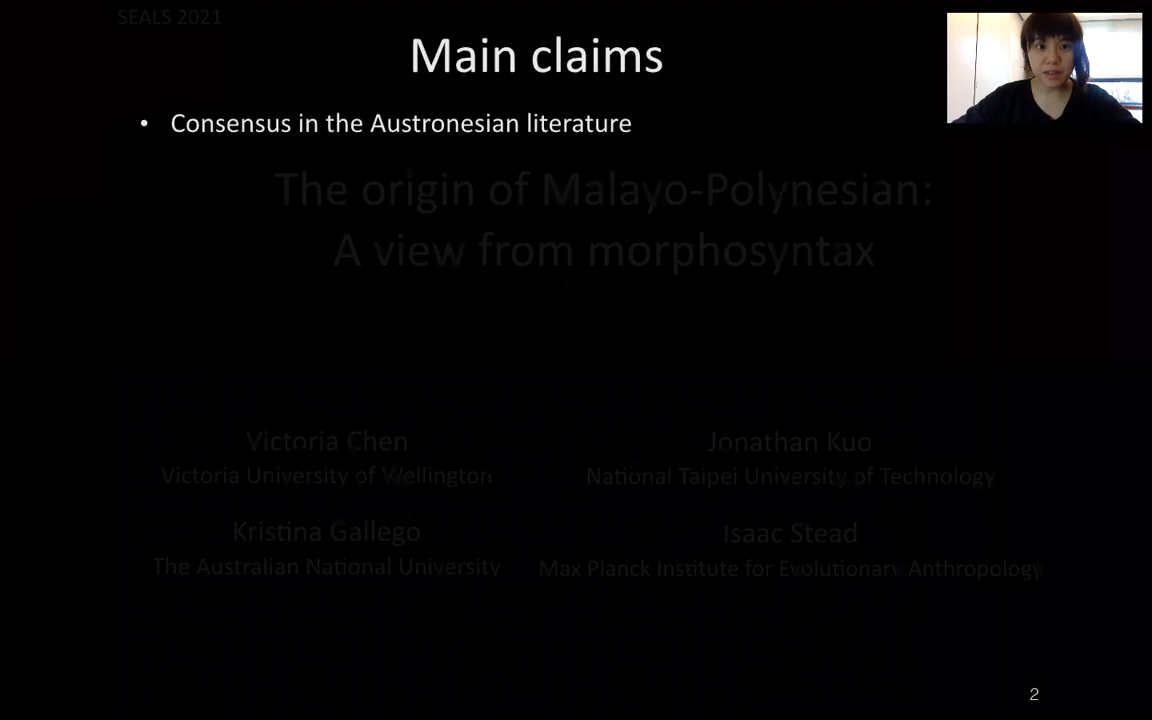 SEALS 2021
Main claims
• Consensus in the Austronesian literature
The origin of Malayo-Polynesian:
A view from morphosyntax
Victoria Chen
Victoria University of Wellington
Jonathan Kuo
National Taipei University of Technology
Kristina Gallego
The Australian National University
Isaac Stead
Max Planck Institute for Evolutionary Anthropology
2